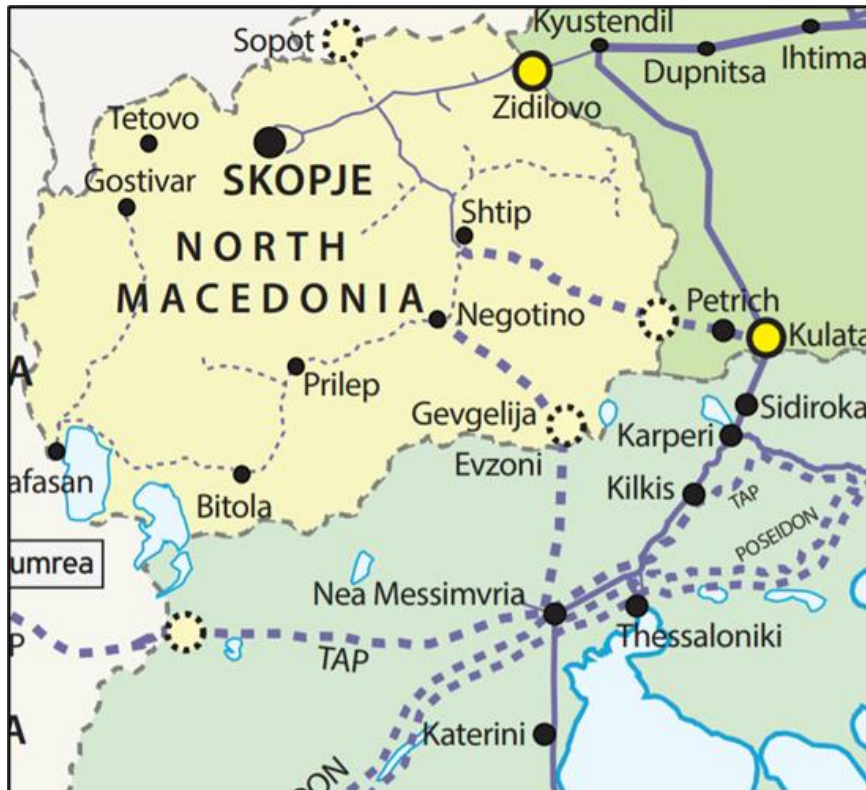 Kyustendil
Sopot
Ihtima
Dupnitsa
Zidilovo
Tetovo
SKOPJE
Gostivar
Shtip
NORTH
MACEDONIA
Petrich
Negotino
Kulata
A
Prilep
Gevgelija
Sidiroka
Karperi
Evzoni
afasan
Kilkis
Bitola
TAP
POSEIDON
umrea
Nea Messimvria
Thessaloniki
P
TAP
A
Katerini
DON